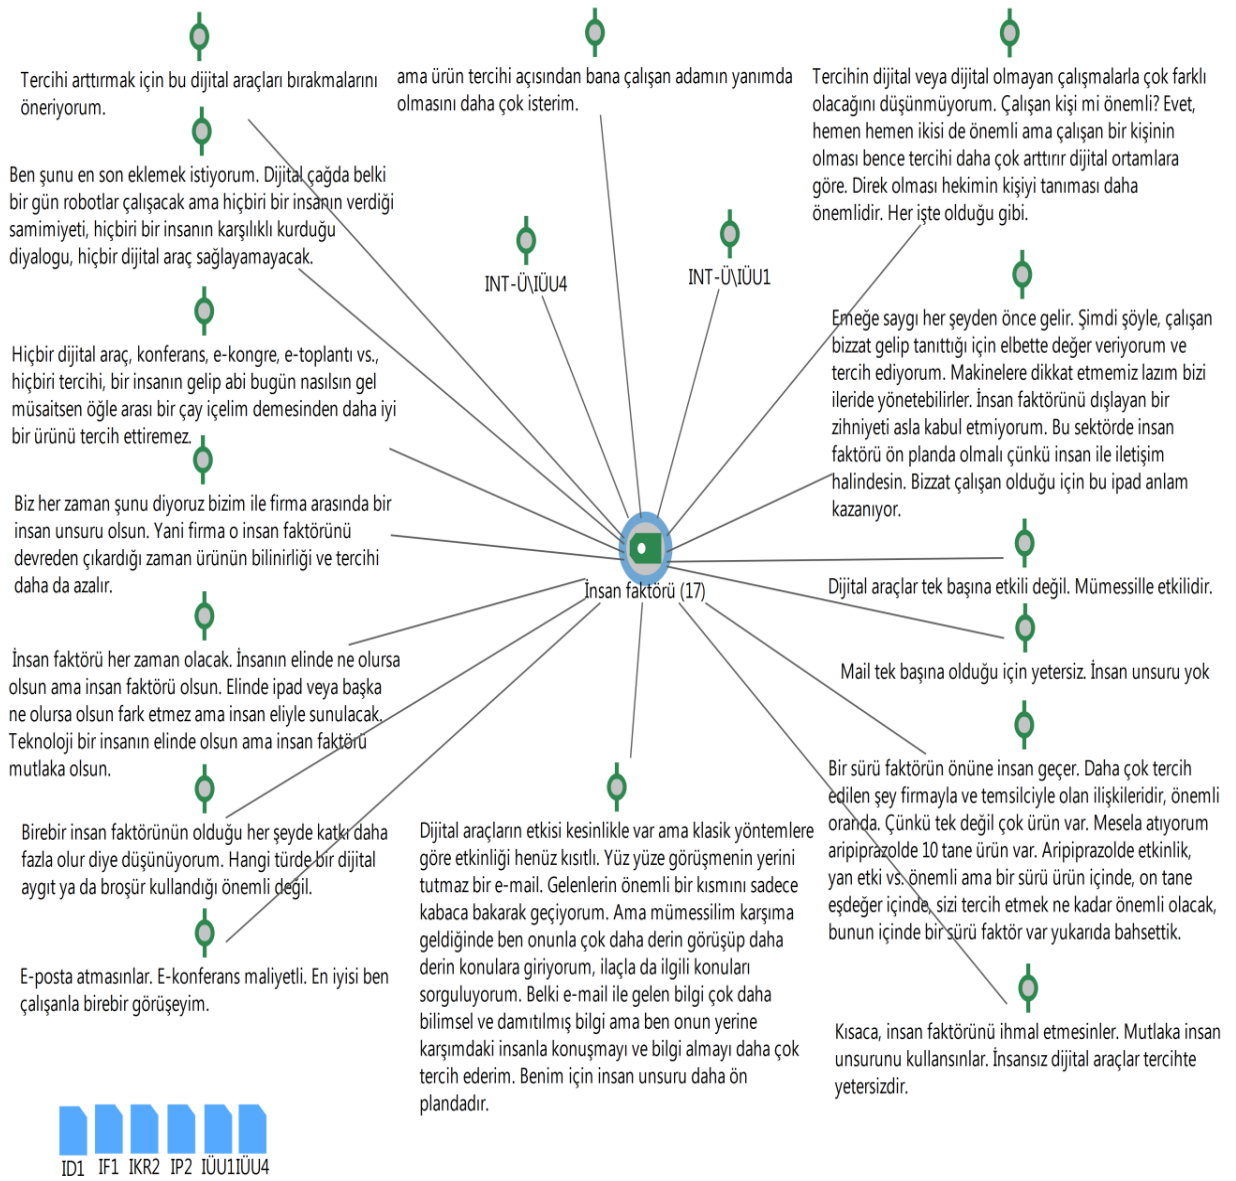 Tercihi arttırmak için bu dijital araçları bırakmalarını
öneriyorum.
ama ürün tercihi açısından bana çalışan adamın yanımda
olmasını daha çok isterim.
Tercihin dijital veya dijital olmayan çalışmalarla çok farklı
olacağını düşünmüyorum. Çalışan kişi mi önemli? Evet,
hemen hemen ikisi de önemli ama çalışan bir kişinin
olması bence tercihi daha çok arttırır dijital ortamlara
göre. Direk olması hekimin kişiyi tanıması daha
önemlidir. Her işte olduğu gibi.
Ben şunu en son eklemek istiyorum. Dijital çağda belki
bir gün robotlar çalışacak ama hiçbiri bir insanın verdiği
samimiyeti, hiçbiri bir insanın karşılıklı kurduğu
diyalogu, hiçbir dijital araç sağlayamayacak.
INT-Ü\IÜU4
INT-Ü\IÜU1
Hiçbir dijital araç, konferans, e-kongre, e-toplantı vs.,
hiçbiri tercihi, bir insanın gelip abi bugün nasılsın gel
müsaitsen öğle arası bir çay içelim demesinden daha iyi
bir ürünü tercih ettiremez.
Emeğe saygı her şeyden önce gelir. Şimdi şöyle, çalışan
bizzat gelip tanıttığı için elbette değer veriyorum ve
tercih ediyorum. Makinelere dikkat etmemiz lazım bizi
ileride yönetebilirler. İnsan faktörünü dışlayan bir
zihniyeti asla kabul etmiyorum. Bu sektörde insan
faktörü ön planda olmalı çünkü insan ile iletişim
halindesin. Bizzat çalışan olduğu için bu ipad anlam
kazanıyor.
Biz her zaman şunu diyoruz bizim ile firma arasında bir
insan unsuru olsun. Yani firma o insan faktörünü
devreden çıkardığı zaman ürünün bilinirliği ve tercihi
daha da azalır.
İnsan faktörü (17)
Dijital araçlar tek başına etkili değil. Mümessille etkilidir.
Mail tek başına olduğu için yetersiz. İnsan unsuru yok
İnsan faktörü her zaman olacak. İnsanın elinde ne olursa
olsun ama insan faktörü olsun. Elinde ipad veya başka
ne olursa olsun fark etmez ama insan eliyle sunulacak.
Teknoloji bir insanın elinde olsun ama insan faktörü
mutlaka olsun.
Bir sürü faktörün önüne insan geçer. Daha çok tercih
edilen şey firmayla ve temsilciyle olan ilişkileridir, önemli
oranda. Çünkü tek değil çok ürün var. Mesela atıyorum
aripiprazolde 10 tane ürün var. Aripiprazolde etkinlik,
yan etki vs. önemli ama bir sürü ürün içinde, on tane
eşdeğer içinde, sizi tercih etmek ne kadar önemli olacak,
bunun içinde bir sürü faktör var yukarıda bahsettik.
Birebir insan faktörünün olduğu her şeyde katkı daha
fazla olur diye düşünüyorum. Hangi türde bir dijital
aygıt ya da broşür kullandığı önemli değil.
Dijital araçların etkisi kesinlikle var ama klasik yöntemlere
göre etkinliği henüz kısıtlı. Yüz yüze görüşmenin yerini
tutmaz bir e-mail. Gelenlerin önemli bir kısmını sadece
kabaca bakarak geçiyorum. Ama mümessilim karşıma
geldiğinde ben onunla çok daha derin görüşüp daha
derin konulara giriyorum, ilaçla da ilgili konuları
sorguluyorum. Belki e-mail ile gelen bilgi çok daha
bilimsel ve damıtılmış bilgi ama ben onun yerine
karşımdaki insanla konuşmayı ve bilgi almayı daha çok
tercih ederim. Benim için insan unsuru daha ön
plandadır.
E-posta atmasınlar. E-konferans maliyetli. En iyisi ben
çalışanla birebir görüşeyim.
Kısaca, insan faktörünü ihmal etmesinler. Mutlaka insan
unsurunu kullansınlar. İnsansız dijital araçlar tercihte
yetersizdir.
ID1 IF1 IKR2 IP2 IÜU1 IÜU4